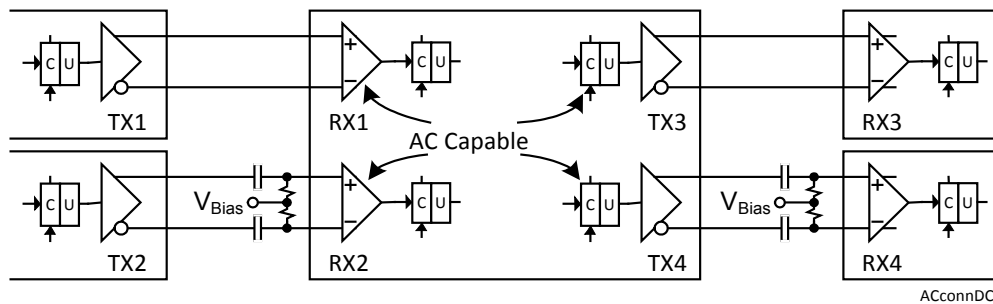 C U
+
−
C U
C U
+
−
C U
TX1
RX1
TX3
RX3
AC Capable
C U
V_Bias
+
−
C U
C U
V_Bias
+
−
C U
TX2
RX2
TX4
RX4
ACconnDC